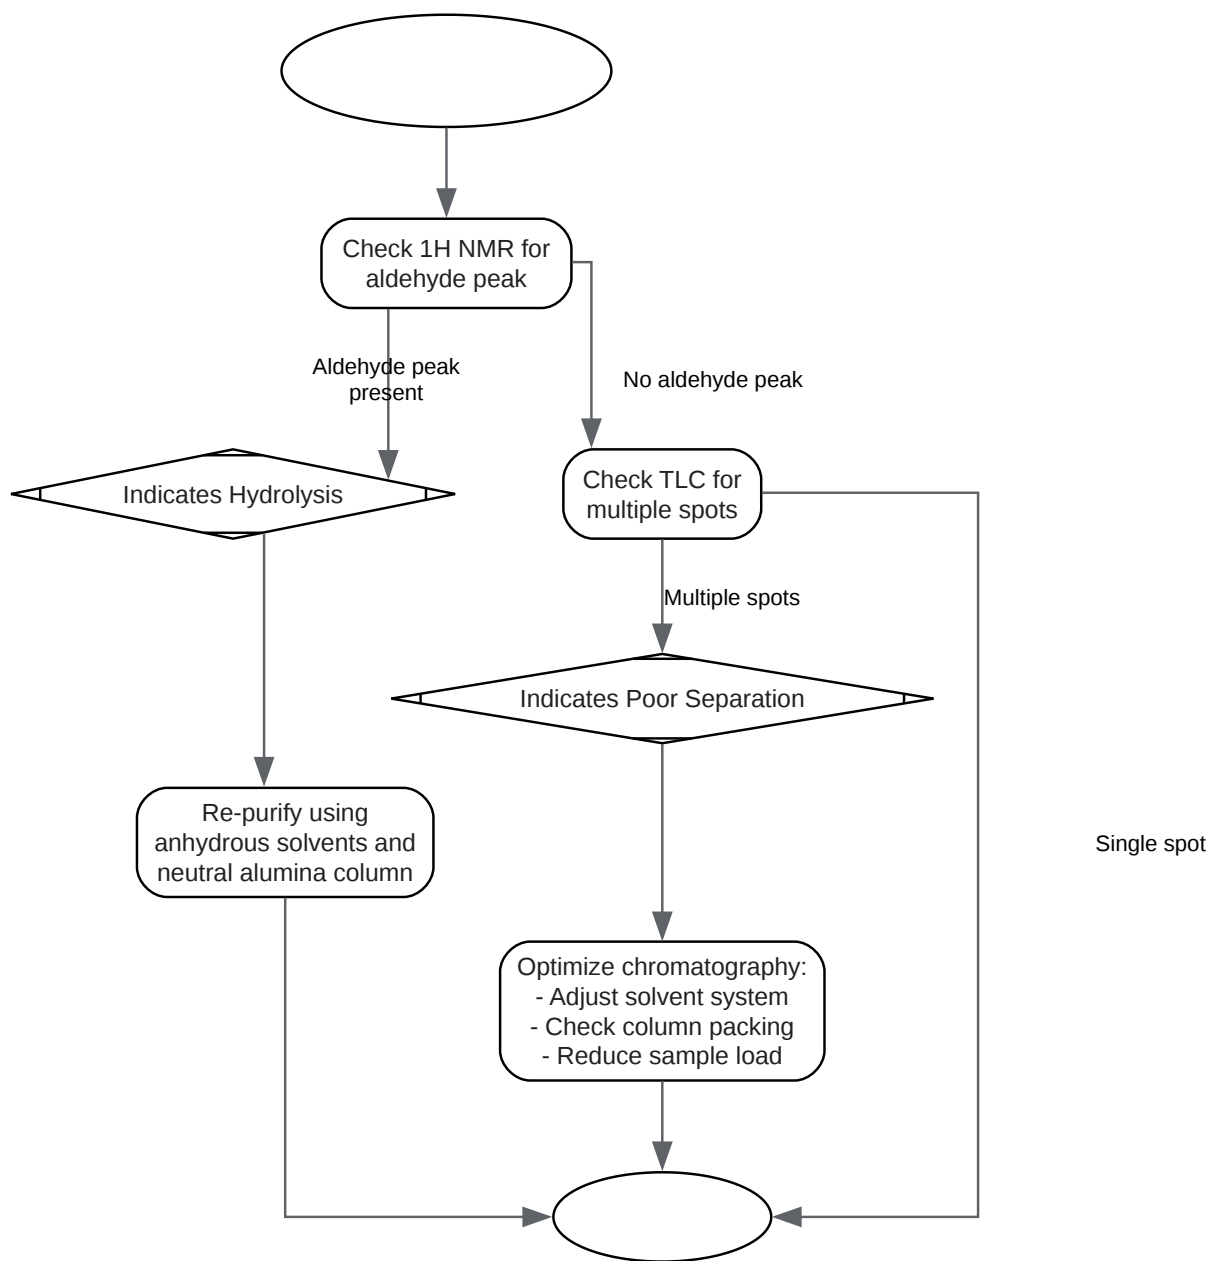 Check 1H NMR for
aldehyde peak
Aldehyde peak
present
No aldehyde peak
Indicates Hydrolysis
Check TLC for
multiple spots
Multiple spots
Indicates Poor Separation
Re-purify using
anhydrous solvents and
neutral alumina column
Single spot
Optimize chromatography:
- Adjust solvent system
- Check column packing
- Reduce sample load